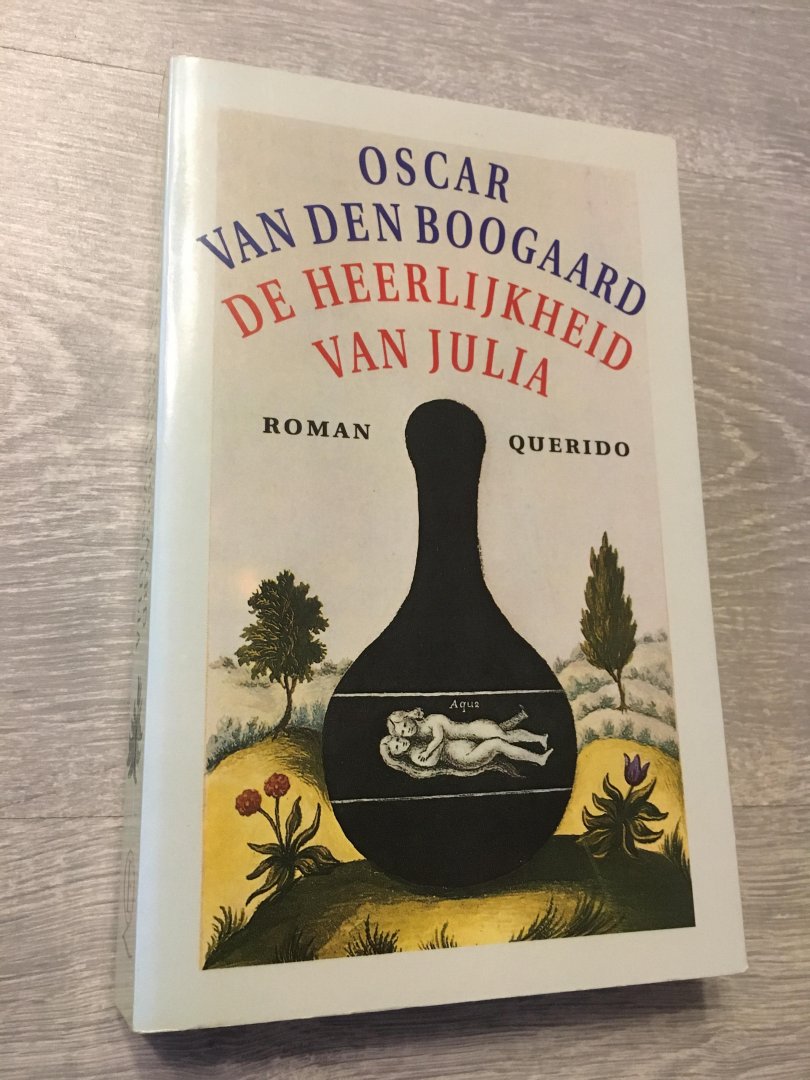 OSCAR
VAN DEN BOOGAARD
DE HEERLIJKHEID
VAN JULIA
ROMAN
QUERIDO
Aqua